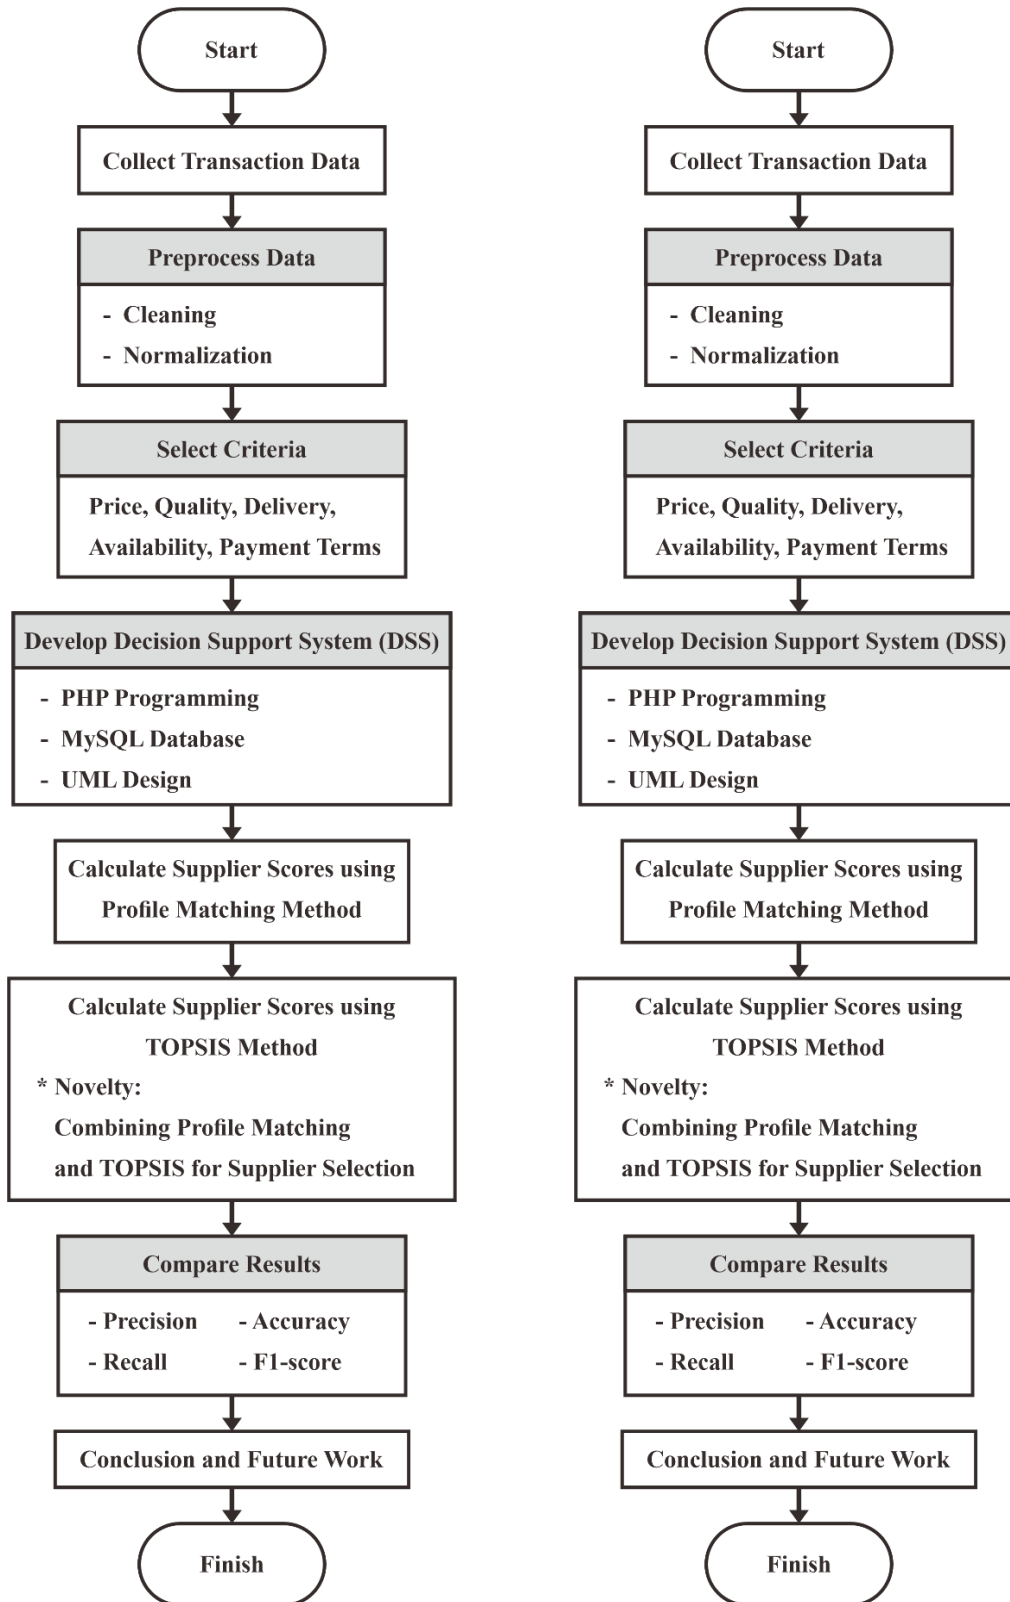 Start
Collect Transaction Data
Preprocess Data
- Cleaning
- Normalization
Select Criteria
Price, Quality, Delivery,
Availability, Payment Terms
Develop Decision Support System (DSS)
- PHP Programming
- MySQL Database
- UML Design
Calculate Supplier Scores using
Profile Matching Method
Calculate Supplier Scores using
TOPSIS Method
* Novelty:
Combining Profile Matching
and TOPSIS for Supplier Selection
Compare Results
- Precision - Accuracy
- Recall - F1-score
Conclusion and Future Work
Finish
Start
Collect Transaction Data
Preprocess Data
- Cleaning
- Normalization
Select Criteria
Price, Quality, Delivery,
Availability, Payment Terms
Develop Decision Support System (DSS)
- PHP Programming
- MySQL Database
- UML Design
Calculate Supplier Scores using
Profile Matching Method
Calculate Supplier Scores using
TOPSIS Method
* Novelty:
Combining Profile Matching
and TOPSIS for Supplier Selection
Compare Results
- Precision - Accuracy
- Recall - F1-score
Conclusion and Future Work
Finish